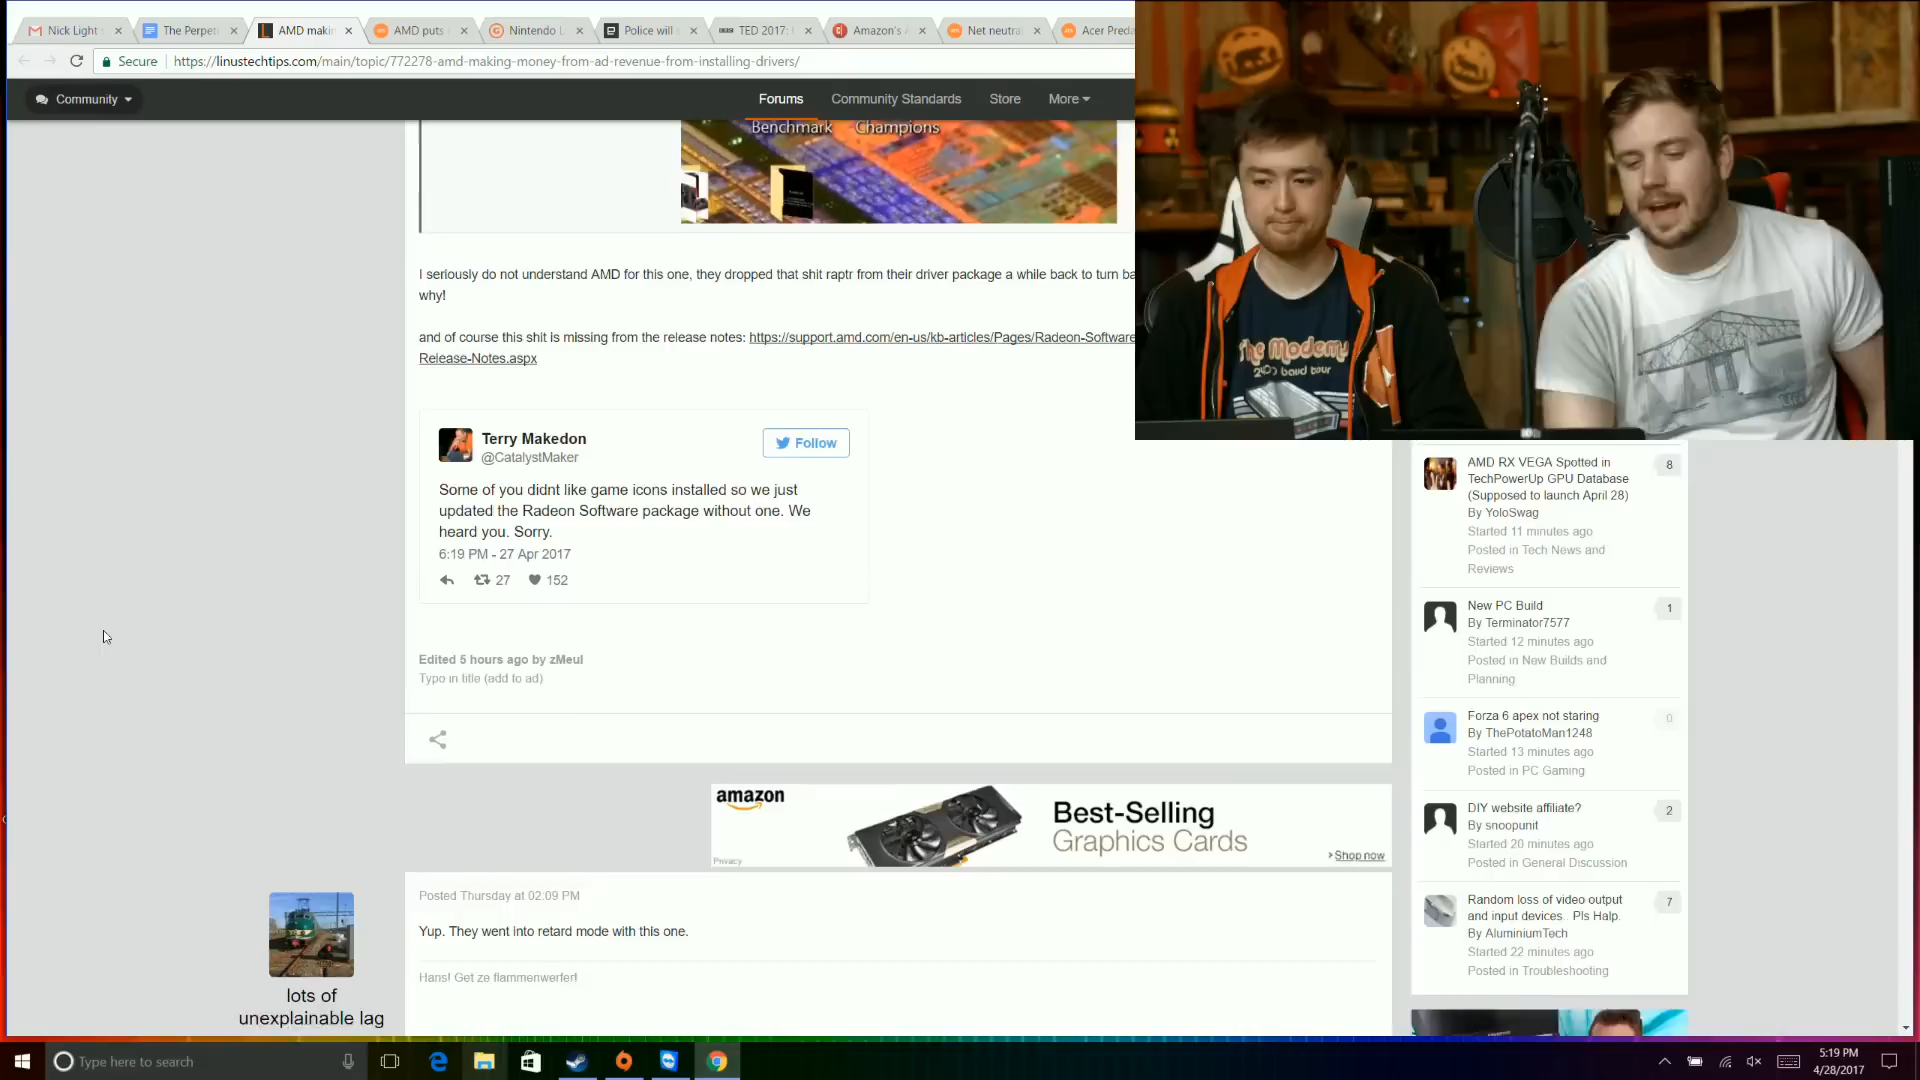 Nick Light
The Perpet
AMD makin
AMD puts
Nintendo L
Police will
TED 2017:
Amazon's
Net neutra
Acer Preda
Secure
https://linustechtips.com/main/topic/772278-amd-making-money-from-ad-revenue-from-installing-drivers/
Community
Forums
Community Standards
Store
More
Benchmark Champions
I seriously do not understand AMD for this one, they dropped that shit raptr from their driver package a while back to turn ba
why!
and of course this shit is missing from the release notes: https://support.amd.com/en-us/kb-articles/Pages/Radeon-Software
Release-Notes.aspx
Terry Makedon
@CatalystMaker
Follow
Some of you didnt like game icons installed so we just
updated the Radeon Software package without one. We
heard you. Sorry.
6:19 PM - 27 Apr 2017
27 152
Edited 5 hours ago by zMeul
Typo in title (add to ad)
amazon
Best-Selling
Graphics Cards
Privacy
Shop now
Posted Thursday at 02:09 PM
Yup. They went into retard mode with this one.
Hans! Get ze flammenwerfer!
lots of
unexplainable lag
The Modems
2400 baud tour
AMD RX VEGA Spotted in
TechPowerUp GPU Database
(Supposed to launch April 28)
By YoloSwag
Started 11 minutes ago
Posted in Tech News and
Reviews
8
New PC Build
By Terminator7577
Started 12 minutes ago
Posted in New Builds and
Planning
1
Forza 6 apex not staring
By ThePotatoMan1248
Started 13 minutes ago
Posted in PC Gaming
0
DIY website affiliate?
By snoopunit
Started 20 minutes ago
Posted in General Discussion
2
Random loss of video output
and input devices.. Pls Halp.
By AluminiumTech
Started 22 minutes ago
Posted in Troubleshooting
7
Type here to search
5:19 PM
4/28/2017